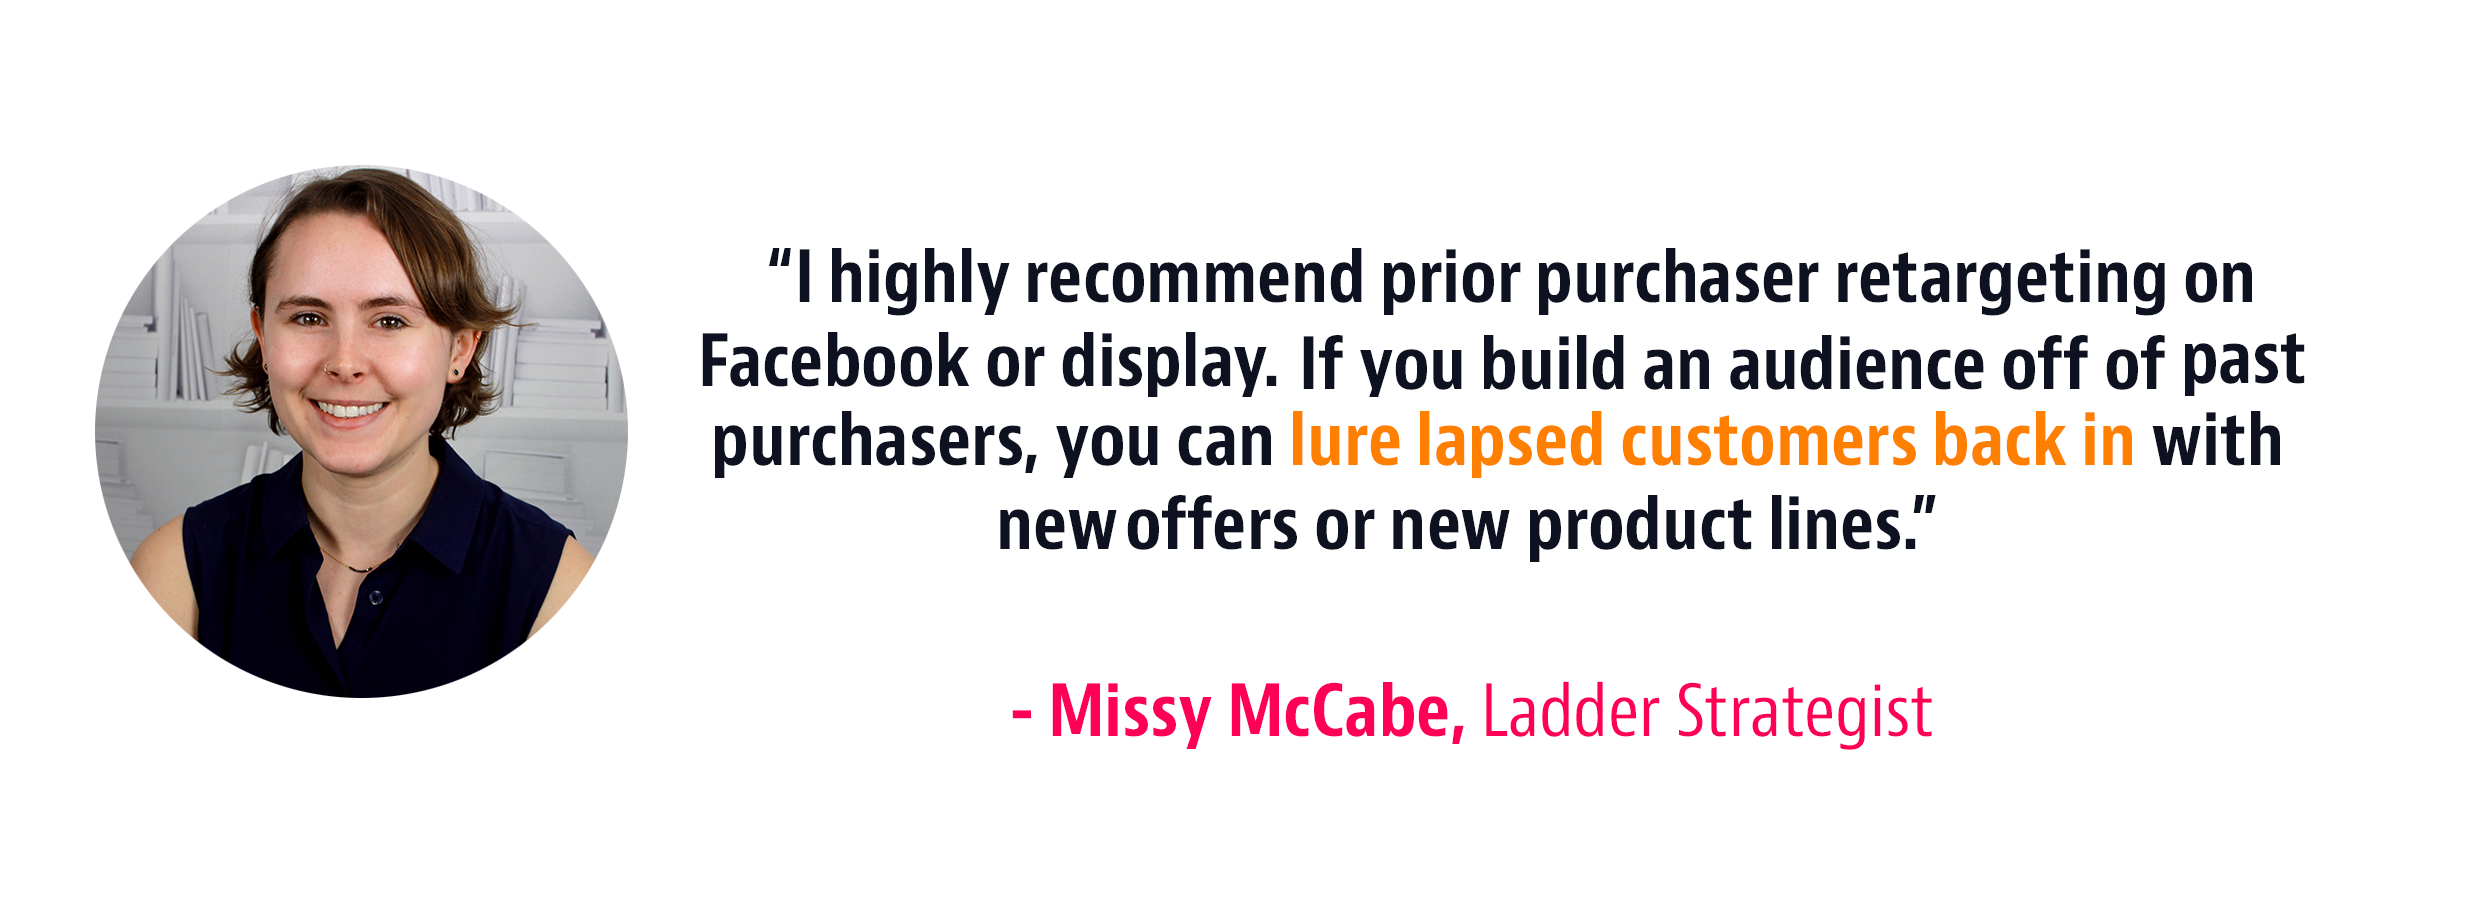 “I highly recommend prior purchaser retargeting on
Facebook or display. If you build an audience off of past
purchasers, you can lure lapsed customers back in with
new offers or new product lines.”
- Missy McCabe, Ladder Strategist